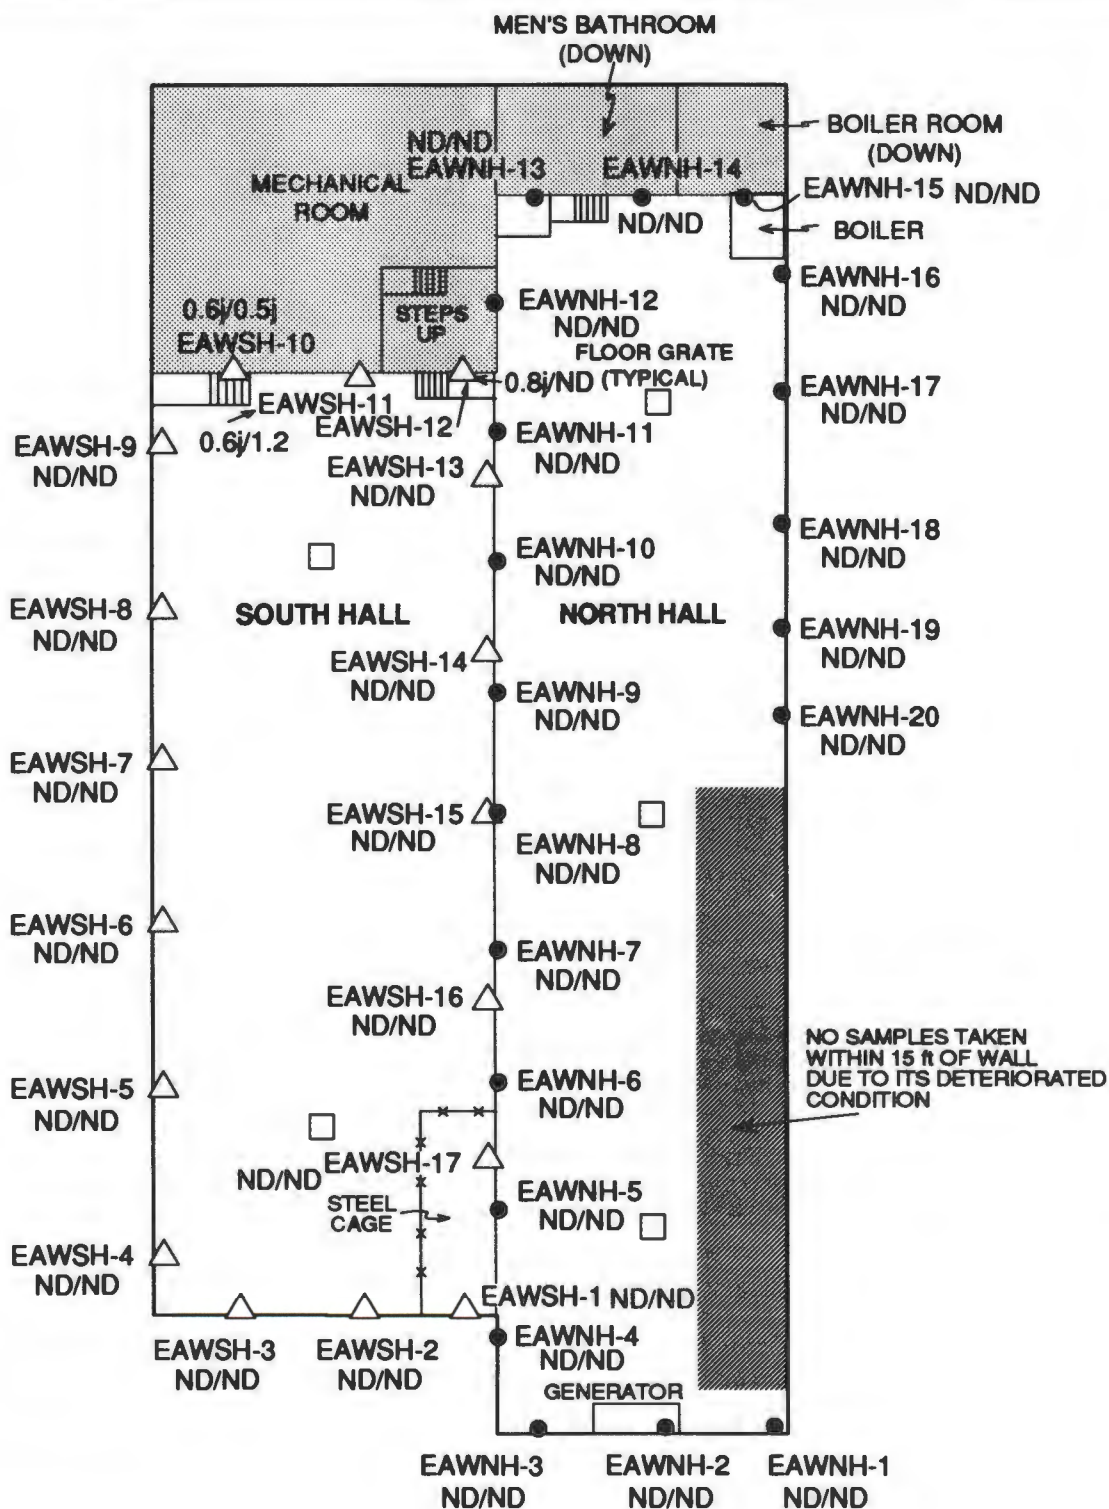 MEN'S BATHROOM
(DOWN)
BOILER ROOM
(DOWN)
ND/ND
EAWNH-13
EAWNH-14
ND/ND
EAWNH-15 ND/ND
MECHANICAL
ROOM
BOILER
EAWNH-16
ND/ND
STEPS
UP
EAWNH-12
ND/ND
0.6j/0.5j
EAWSH-10
FLOOR GRATE
(TYPICAL)
0.8j/ND
EAWSH-11
0.6j/1.2
EAWSH-12
EAWNH-17
ND/ND
EAWSH-9
ND/ND
EAWNH-11
ND/ND
EAWSH-13
ND/ND
EAWNH-18
ND/ND
EAWNH-10
ND/ND
EAWSH-8
ND/ND
SOUTH HALL
NORTH HALL
EAWNH-19
ND/ND
EAWSH-14
ND/ND
EAWNH-9
ND/ND
EAWNH-20
ND/ND
EAWSH-7
ND/ND
EAWSH-15
ND/ND
EAWNH-8
ND/ND
EAWSH-6
ND/ND
EAWNH-7
ND/ND
EAWSH-16
ND/ND
NO SAMPLES TAKEN
WITHIN 15 ft OF WALL
DUE TO ITS DETERIORATED
CONDITION
EAWSH-5
ND/ND
EAWNH-6
ND/ND
EAWSH-17
ND/ND
STEEL
CAGE
EAWNH-5
ND/ND
EAWSH-4
ND/ND
EAWSH-1 ND/ND
EAWSH-3
ND/ND
EAWSH-2
ND/ND
EAWNH-4
ND/ND
GENERATOR
EAWNH-3
ND/ND
EAWNH-2
ND/ND
EAWNH-1
ND/ND